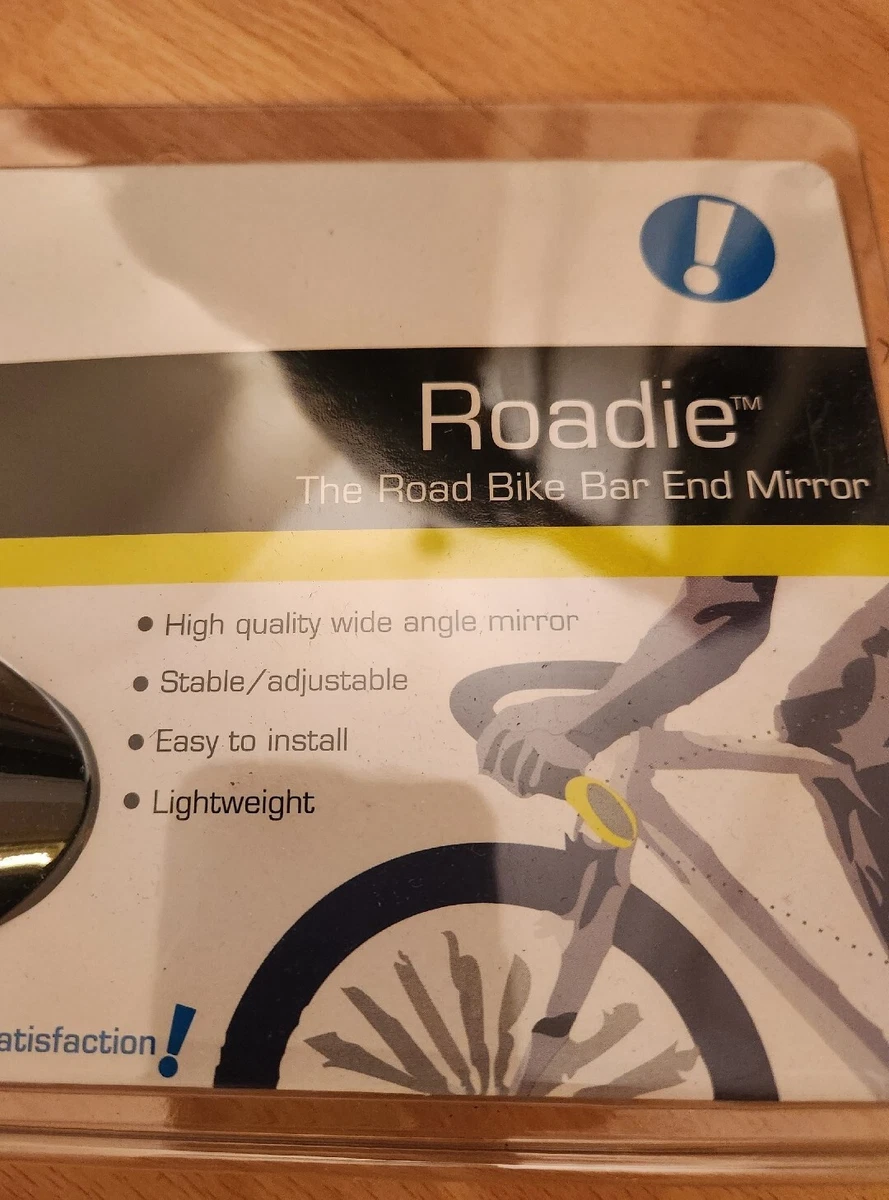 Roadie™
The Road Bike Bar End Mirror
• High quality wide angle mirror
• Stable/adjustable
• Easy to install
• Lightweight
atisfaction!